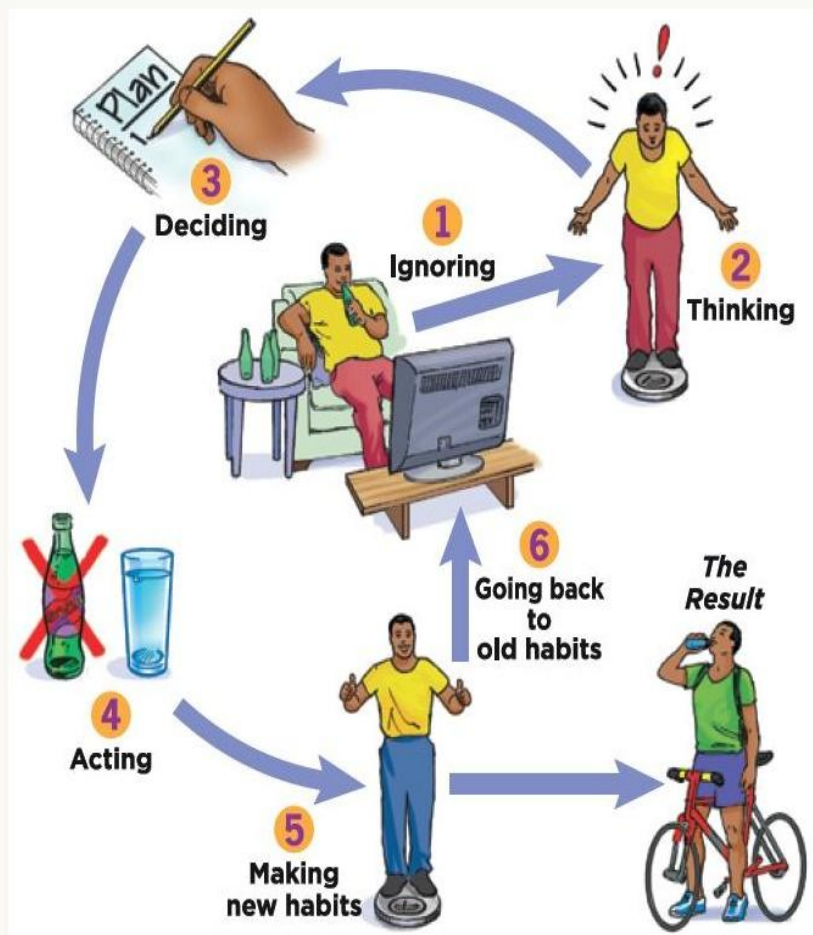 Plan
1
1
Ignoring
2
Thinking
3
Deciding
4
Acting
5
Making
new habits
6
Going back
to
old habits
The
Result